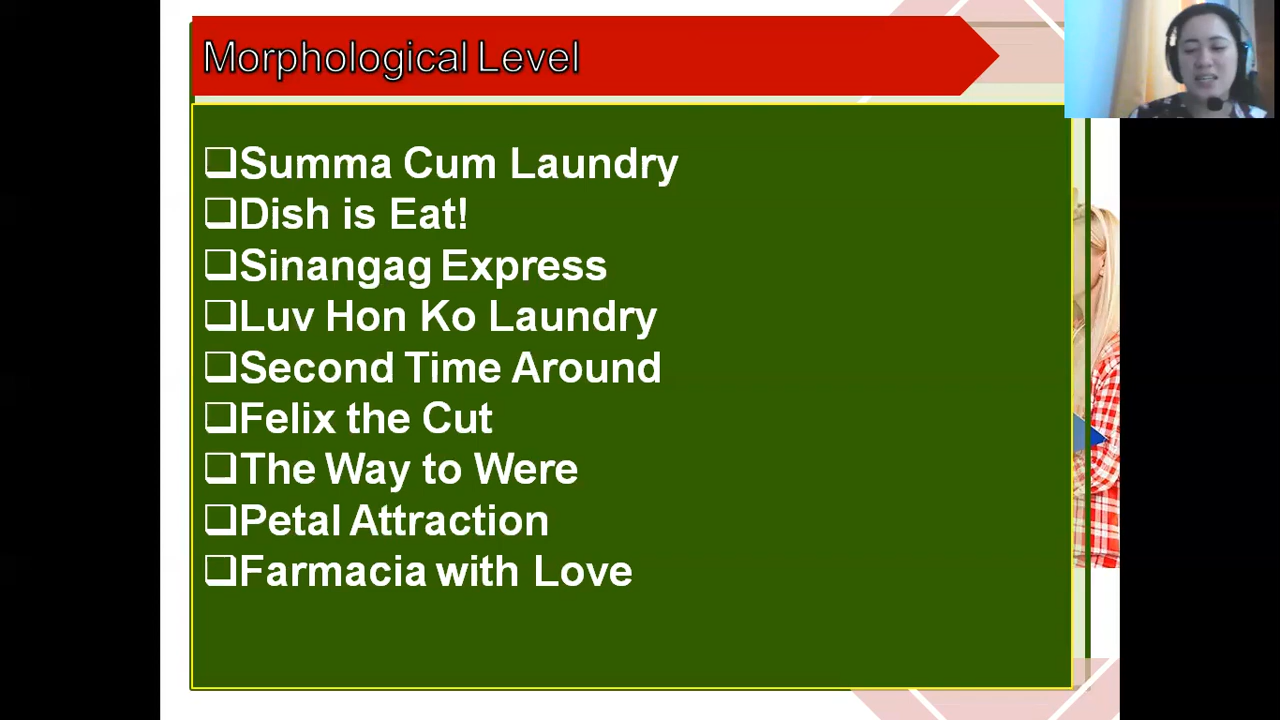 Morphological Level
❑Summa Cum Laundry
❑Dish is Eat!
❑Sinangag Express
❑Luv Hon Ko Laundry
❑Second Time Around
❑Felix the Cut
❑The Way to Were
❑Petal Attraction
❑Farmacia with Love